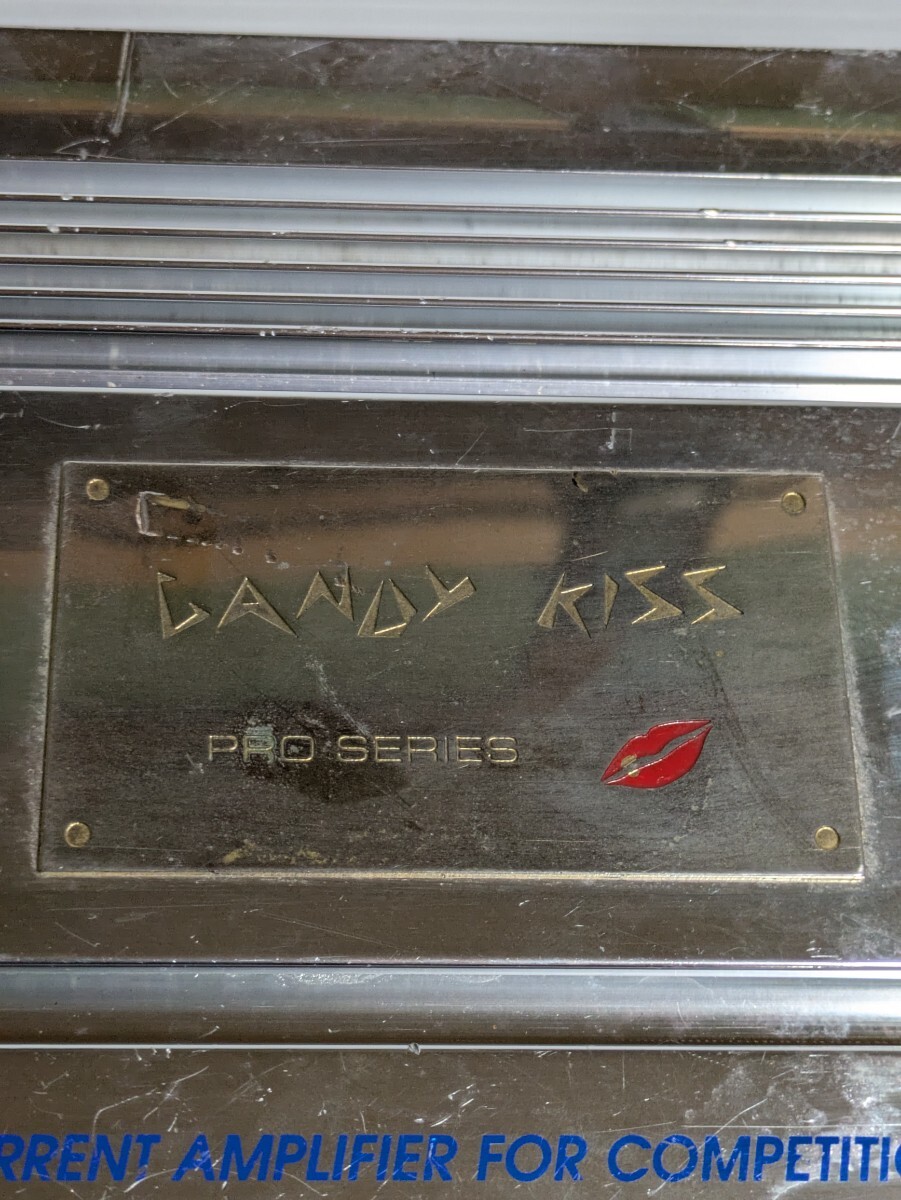 CANDY KISS
PRO SERIES
RRENT AMPLIFIER FOR COMPETITIO